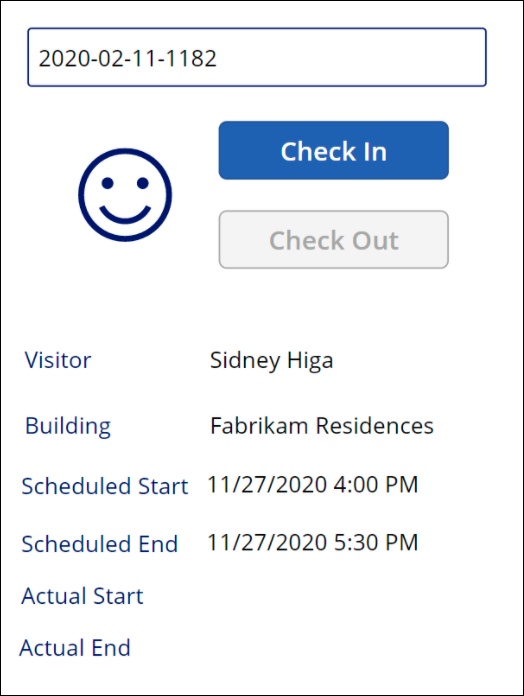 2020-02-11-1182
Check In
Check Out
Visitor Sidney Higa
Building Fabrikam Residences
Scheduled Start 11/27/2020 4:00 PM
Scheduled End 11/27/2020 5:30 PM
Actual Start
Actual End